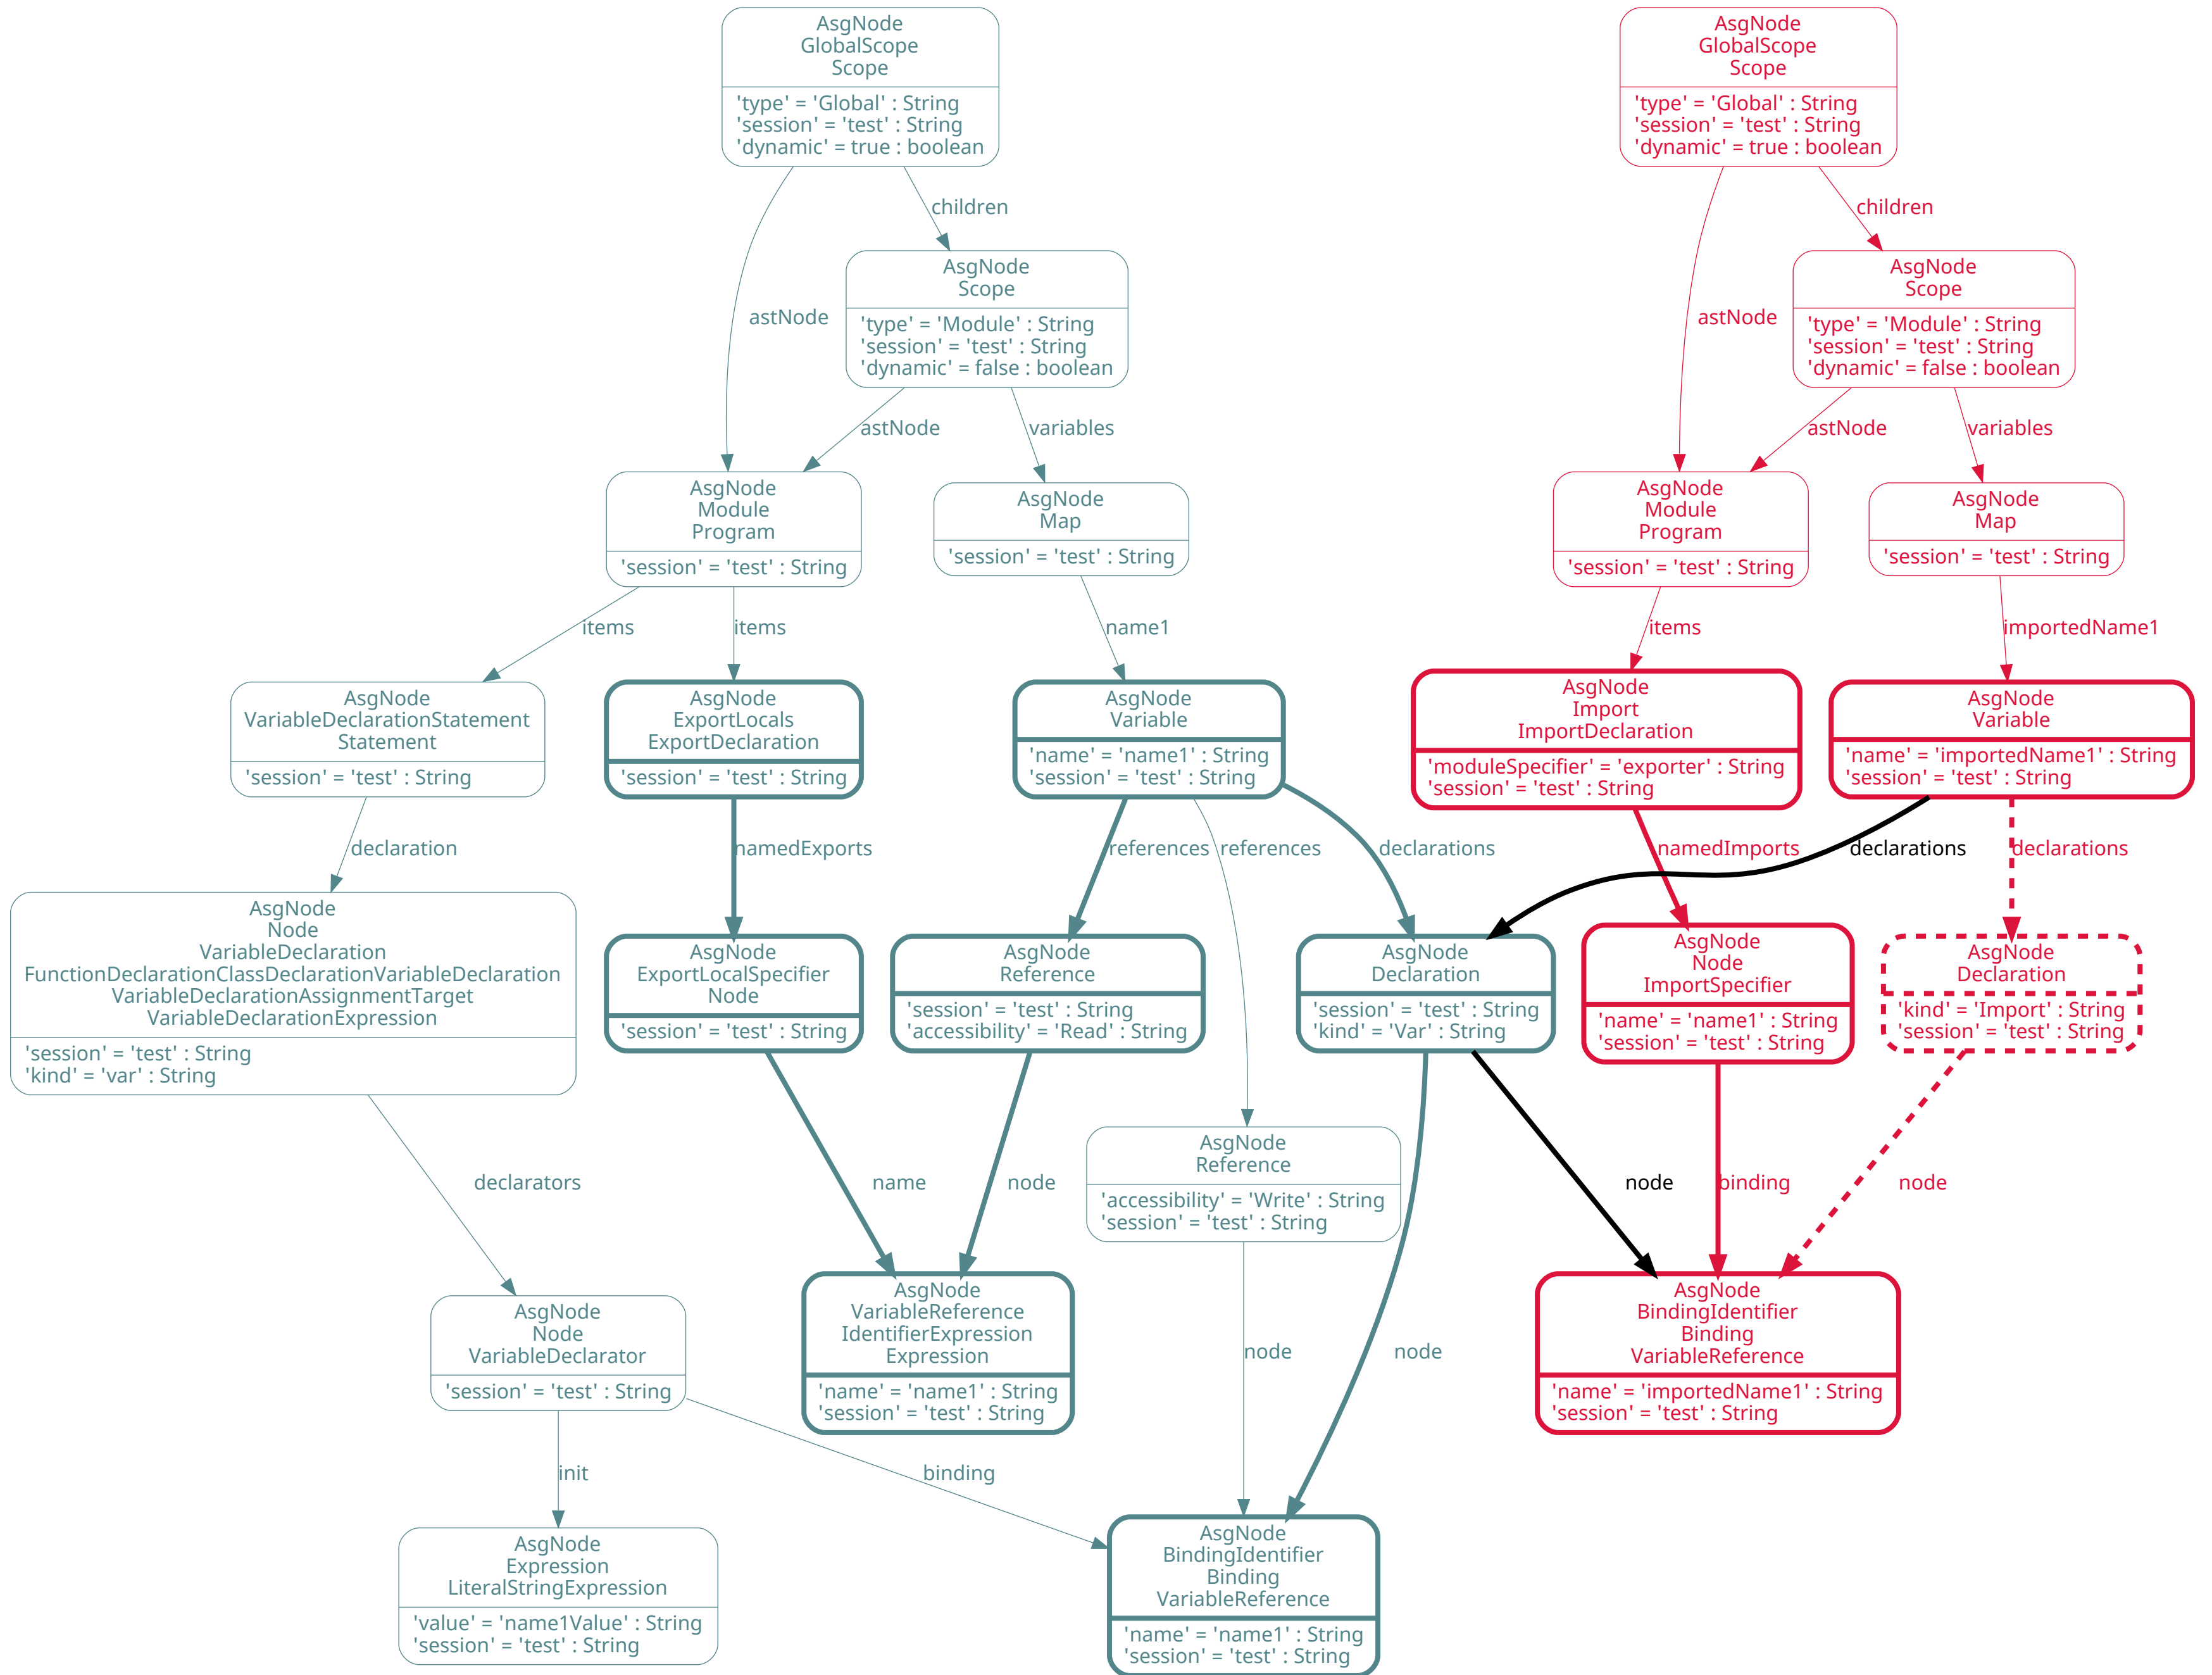 AsgNode
GlobalScope
Scope
'type' = 'Global' : String
'session' = 'test' : String
'dynamic' = true : boolean
AsgNode
GlobalScope
Scope
'type' = 'Global' : String
'session' = 'test' : String
'dynamic' = true : boolean
children
children
AsgNode
Scope
'type' = 'Module' : String
'session' = 'test' : String
'dynamic' = false : boolean
AsgNode
Scope
'type' = 'Module' : String
'session' = 'test' : String
'dynamic' = false : boolean
astNode
astNode
astNode
variables
astNode
variables
AsgNode
Module
Program
'session' = 'test' : String
AsgNode
Map
'session' = 'test' : String
AsgNode
Module
Program
'session' = 'test' : String
AsgNode
Map
'session' = 'test' : String
items
items
name1
items
importedName1
AsgNode
VariableDeclarationStatement
Statement
'session' = 'test' : String
AsgNode
ExportLocals
ExportDeclaration
'session' = 'test' : String
AsgNode
Variable
'name' = 'name1' : String
'session' = 'test' : String
AsgNode
Import
ImportDeclaration
'moduleSpecifier' = 'exporter' : String
'session' = 'test' : String
AsgNode
Variable
'name' = 'importedName1' : String
'session' = 'test' : String
declaration
namedExports
references
references
declarations
namedImports
declarations
declarations
AsgNode
Node
VariableDeclaration
FunctionDeclarationClassDeclarationVariableDeclaration
VariableDeclarationAssignmentTarget
VariableDeclarationExpression
'session' = 'test' : String
'kind' = 'var' : String
AsgNode
ExportLocalSpecifier
Node
'session' = 'test' : String
AsgNode
Reference
'session' = 'test' : String
'accessibility' = 'Read' : String
AsgNode
Declaration
'session' = 'test' : String
'kind' = 'Var' : String
AsgNode
Node
ImportSpecifier
'name' = 'name1' : String
'session' = 'test' : String
AsgNode
Declaration
'kind' = 'Import' : String
'session' = 'test' : String
AsgNode
Reference
'accessibility' = 'Write' : String
'session' = 'test' : String
declarators
name
node
node
binding
node
AsgNode
Node
VariableDeclarator
'session' = 'test' : String
AsgNode
VariableReference
IdentifierExpression
Expression
'name' = 'name1' : String
'session' = 'test' : String
node
node
AsgNode
BindingIdentifier
Binding
VariableReference
'name' = 'importedName1' : String
'session' = 'test' : String
init
binding
AsgNode
Expression
LiteralStringExpression
'value' = 'name1Value' : String
'session' = 'test' : String
AsgNode
BindingIdentifier
Binding
VariableReference
'name' = 'name1' : String
'session' = 'test' : String